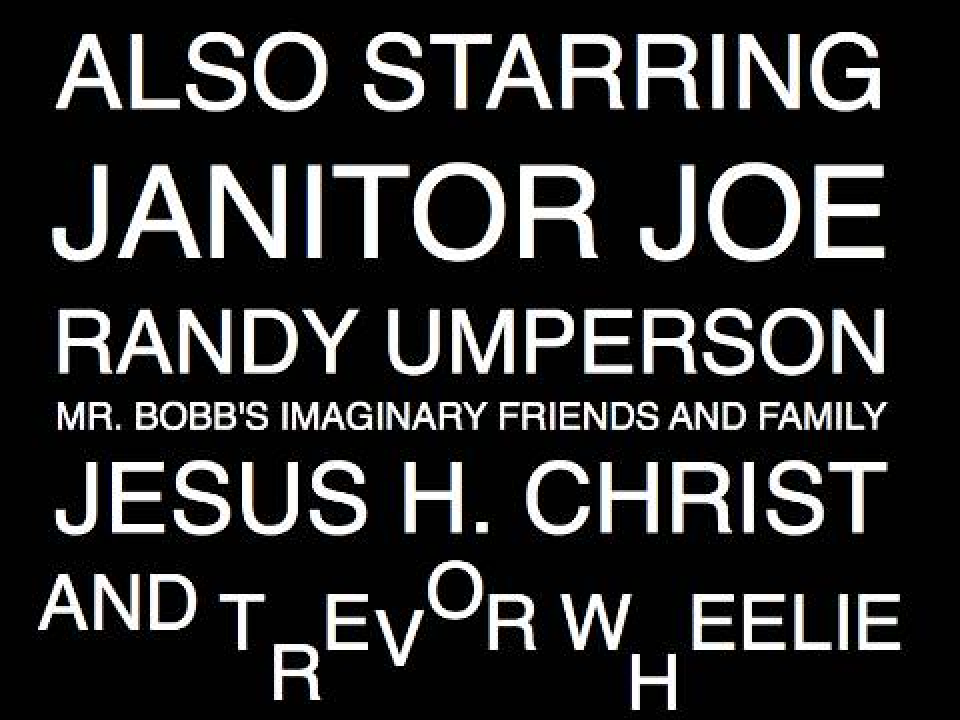 ALSO STARRING
JANITOR JOE
RANDY UMPERSON
MR. BOBB'S IMAGINARY FRIENDS AND FAMILY
JESUS H. CHRIST
AND TREVOR WHEELIE